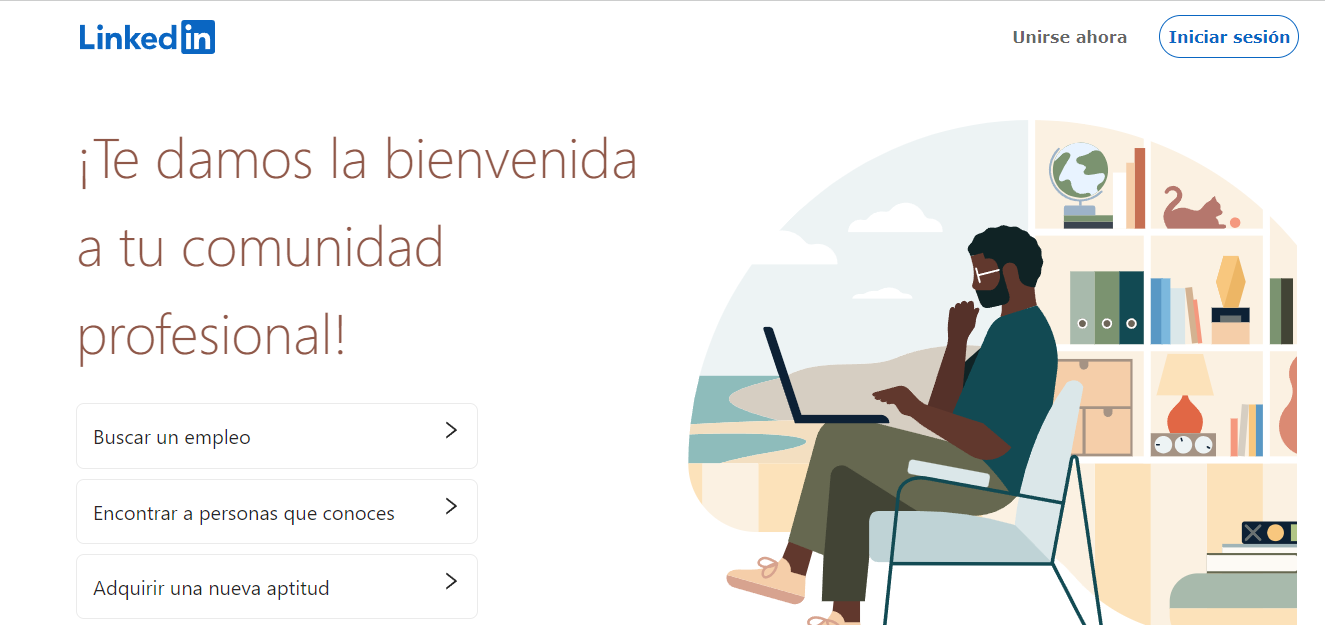 Linkedin
Unirse ahora
Iniciar sesión
¡Te damos la bienvenida
a tu comunidad
profesional!
Buscar un empleo
Encontrar a personas que conoces
Adquirir una nueva aptitud